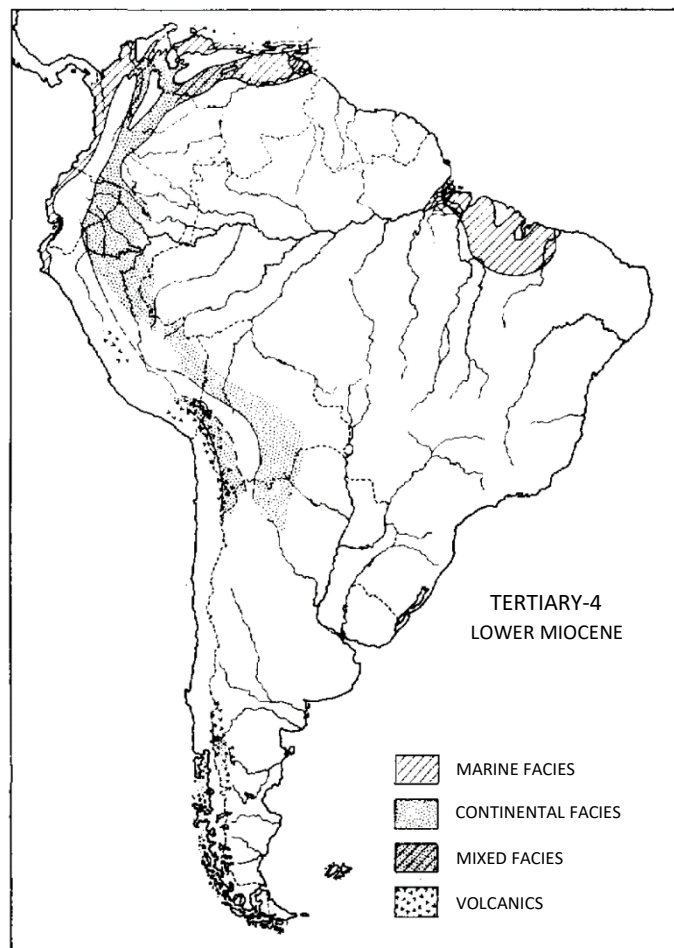 TERTIARY-4
LOWER MIOCENE
MARINE FACIES
CONTINENTAL FACIES
MIXED FACIES
VOLCANICS